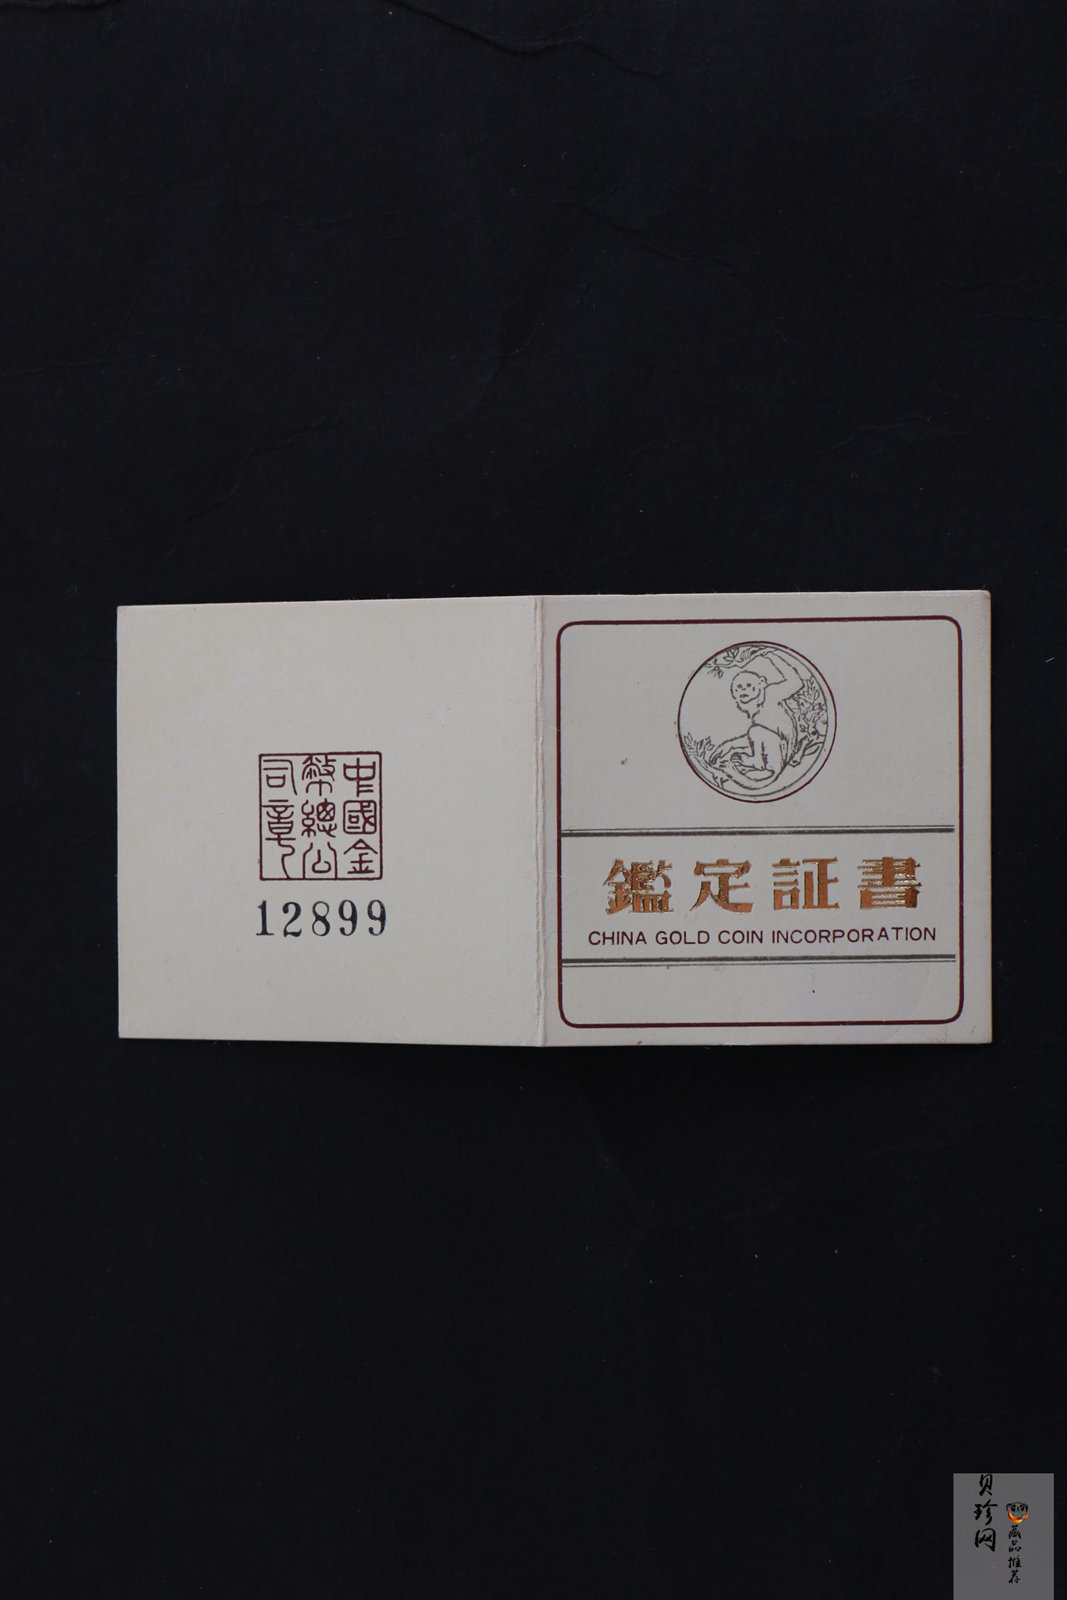 中國金
幣總公
司章
12899
鑑定証書
CHINA GOLD COIN INCORPORATION
贝珍网
藏品推荐